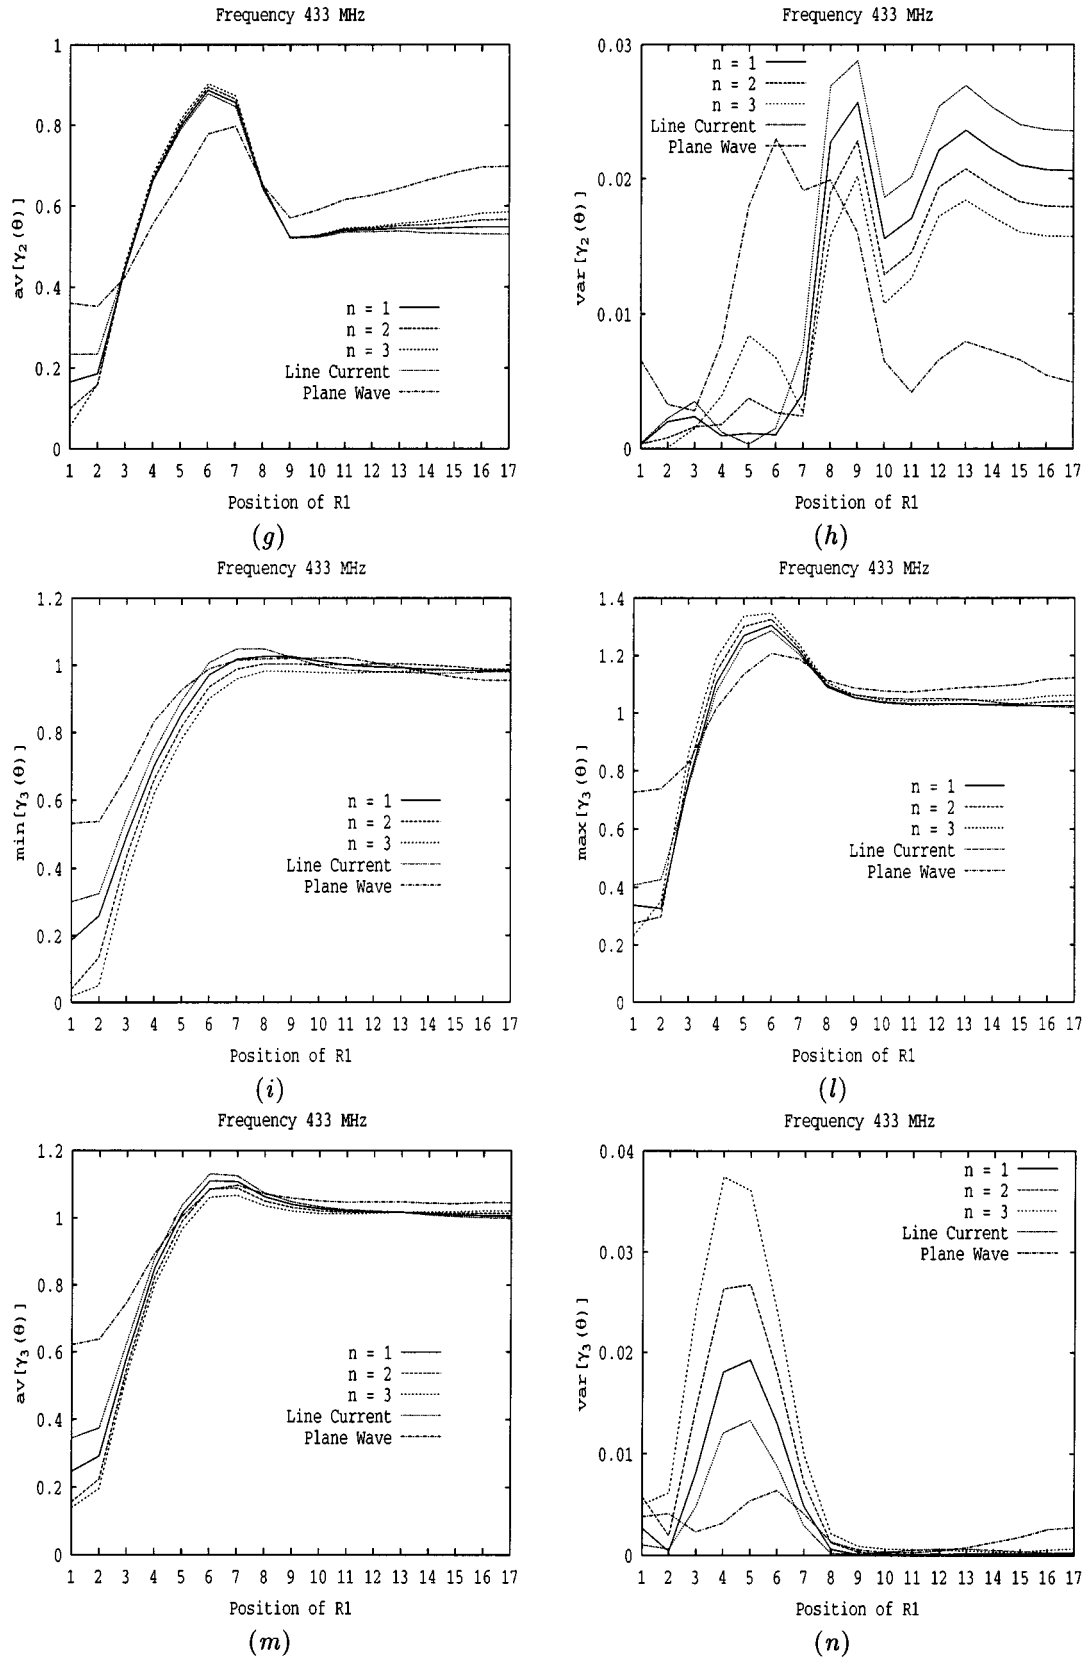 Frequency 433 MHz
av[γ₂(θ)]
1
0.8
0.6
0.4
0.2
0
n = 1
n = 2
n = 3
Line Current
Plane Wave
1 2 3 4 5 6 7 8 9 10 11 12 13 14 15 16 17
Position of R1
(g)
Frequency 433 MHz
var[γ₂(θ)]
0.03
0.02
0.01
0
n = 1
n = 2
n = 3
Line Current
Plane Wave
1 2 3 4 5 6 7 8 9 10 11 12 13 14 15 16 17
Position of R1
(h)
Frequency 433 MHz
min[γ₃(θ)]
1.2
1
0.8
0.6
0.4
0.2
0
n = 1
n = 2
n = 3
Line Current
Plane Wave
1 2 3 4 5 6 7 8 9 10 11 12 13 14 15 16 17
Position of R1
(i)
Frequency 433 MHz
max[γ₃(θ)]
1.4
1.2
1
0.8
0.6
0.4
0.2
0
n = 1
n = 2
n = 3
Line Current
Plane Wave
1 2 3 4 5 6 7 8 9 10 11 12 13 14 15 16 17
Position of R1
(l)
Frequency 433 MHz
av[γ₃(θ)]
1.2
1
0.8
0.6
0.4
0.2
0
n = 1
n = 2
n = 3
Line Current
Plane Wave
1 2 3 4 5 6 7 8 9 10 11 12 13 14 15 16 17
Position of R1
(m)
Frequency 433 MHz
var[γ₃(θ)]
0.04
0.03
0.02
0.01
0
n = 1
n = 2
n = 3
Line Current
Plane Wave
1 2 3 4 5 6 7 8 9 10 11 12 13 14 15 16 17
Position of R1
(n)